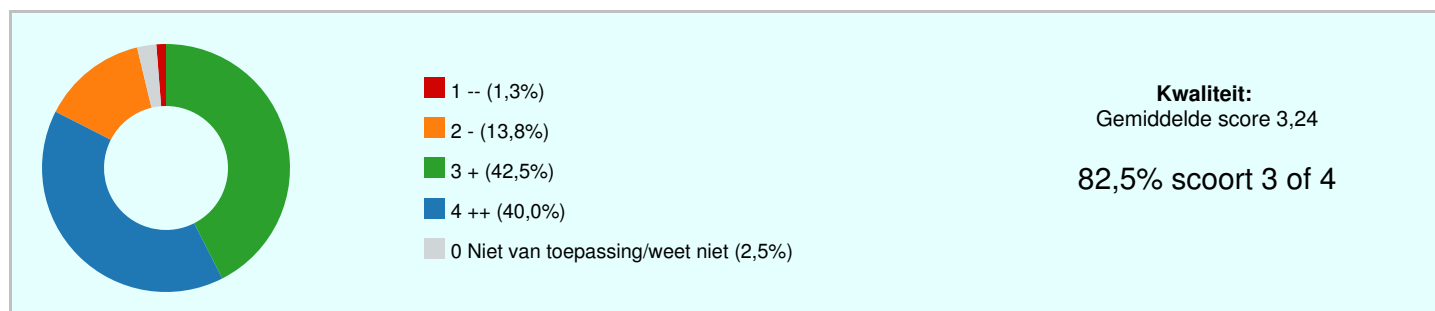 1 -- (1,3%)
2 - (13,8%)
3 + (42,5%)
4 ++ (40,0%)
0 Niet van toepassing/weet niet (2,5%)
Kwaliteit:
Gemiddelde score 3,24
82,5% scoort 3 of 4